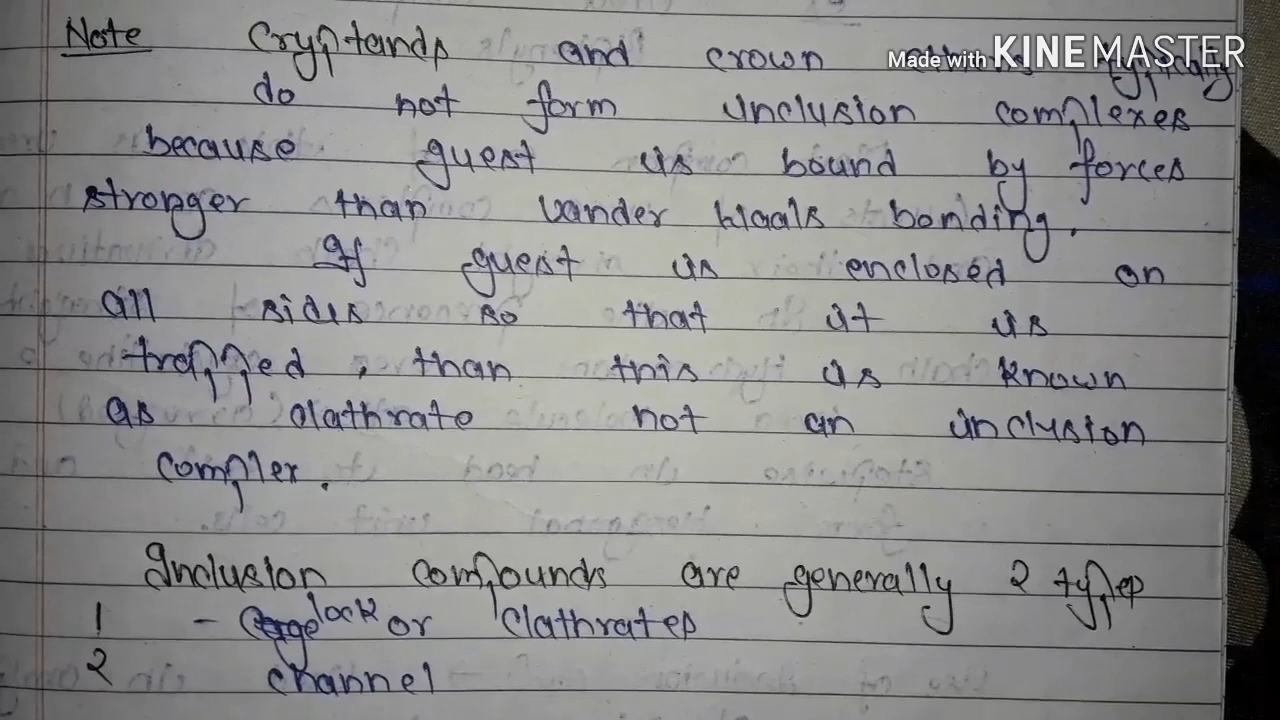 Note Cryptands and crown ethers typically
Made with KINEMASTER
do not form inclusion complexes
because guest is bound by forces
stronger than vander Waals bonding.
If guest is enclosed on
all sides so that it is
trapped, than this is known
as clathrate not an inclusion
complex.
Inclusion compounds are generally 2 types
1 - Cage lock or Clathrates
2 channel